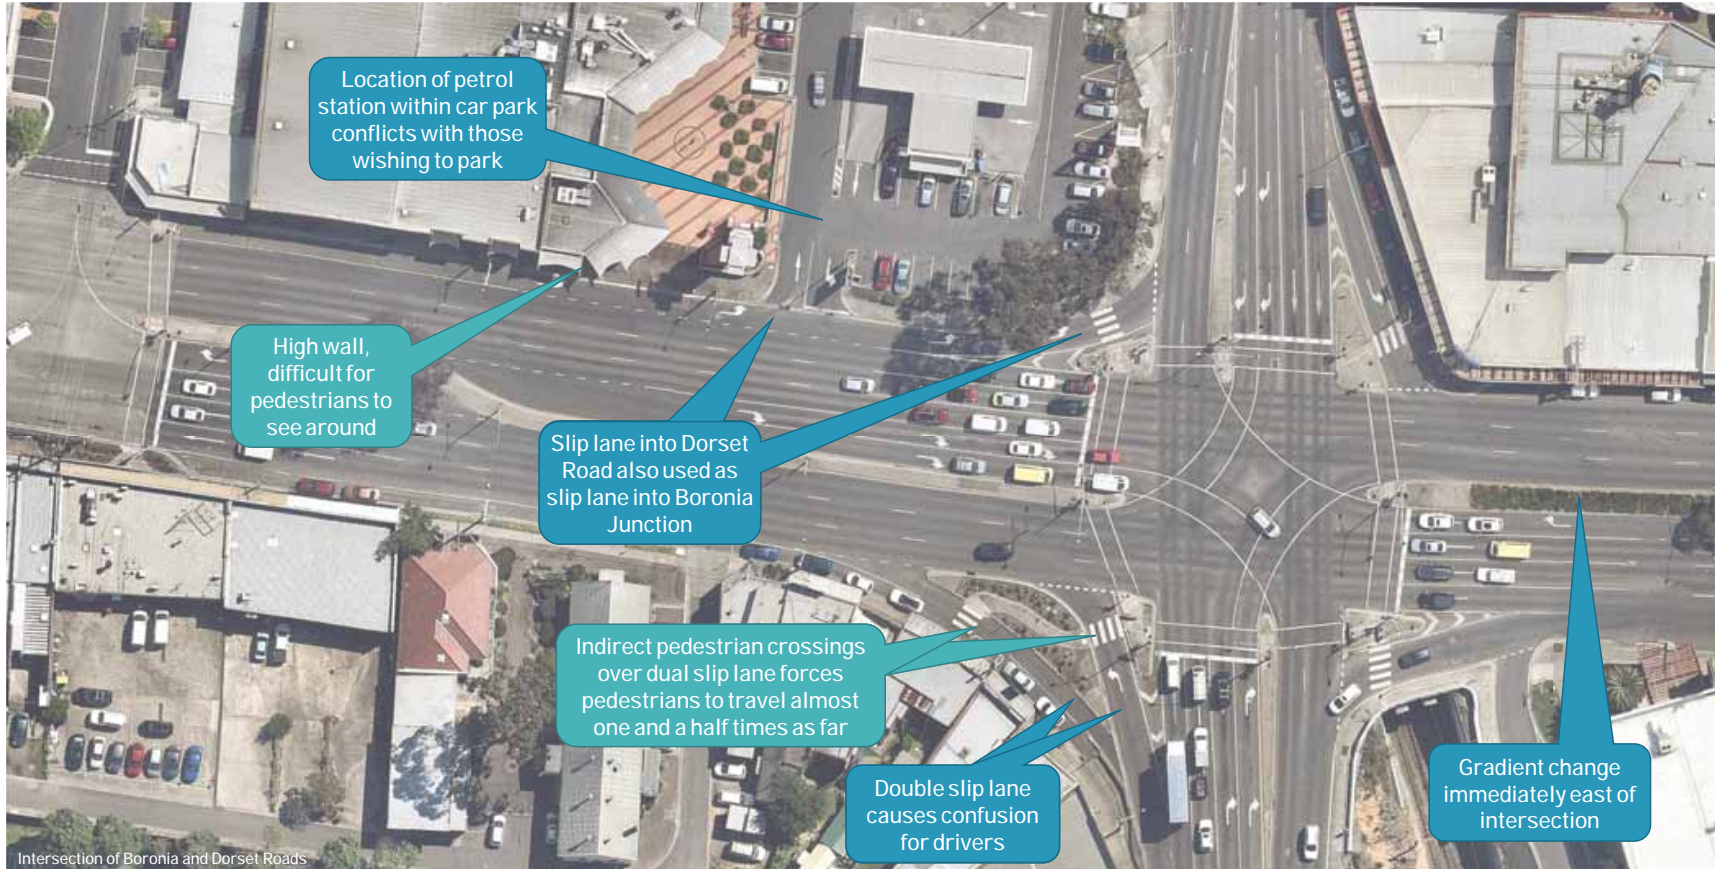 Location of petrol
station within car park
conflicts with those
wishing to park
High wall,
difficult for
pedestrians to
see around
Slip lane into Dorset
Road also used as
slip lane into Boronia
Junction
Indirect pedestrian crossings
over dual slip lane forces
pedestrians to travel almost
one and a half times as far
Double slip lane
causes confusion
for drivers
Gradient change
immediately east of
intersection
Intersection of Boronia and Dorset Roads